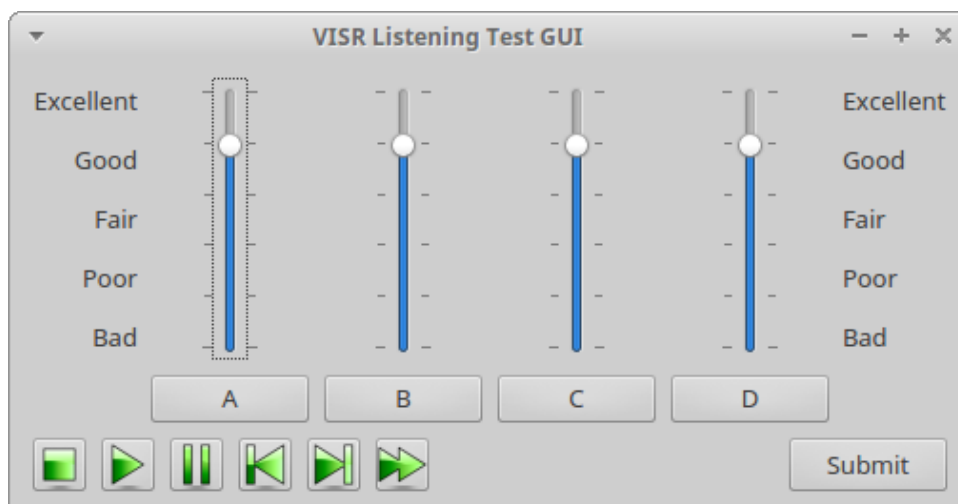 VISR Listening Test GUI
Excellent Excellent
Good Good
Fair Fair
Poor Poor
Bad Bad
A B C D
Submit